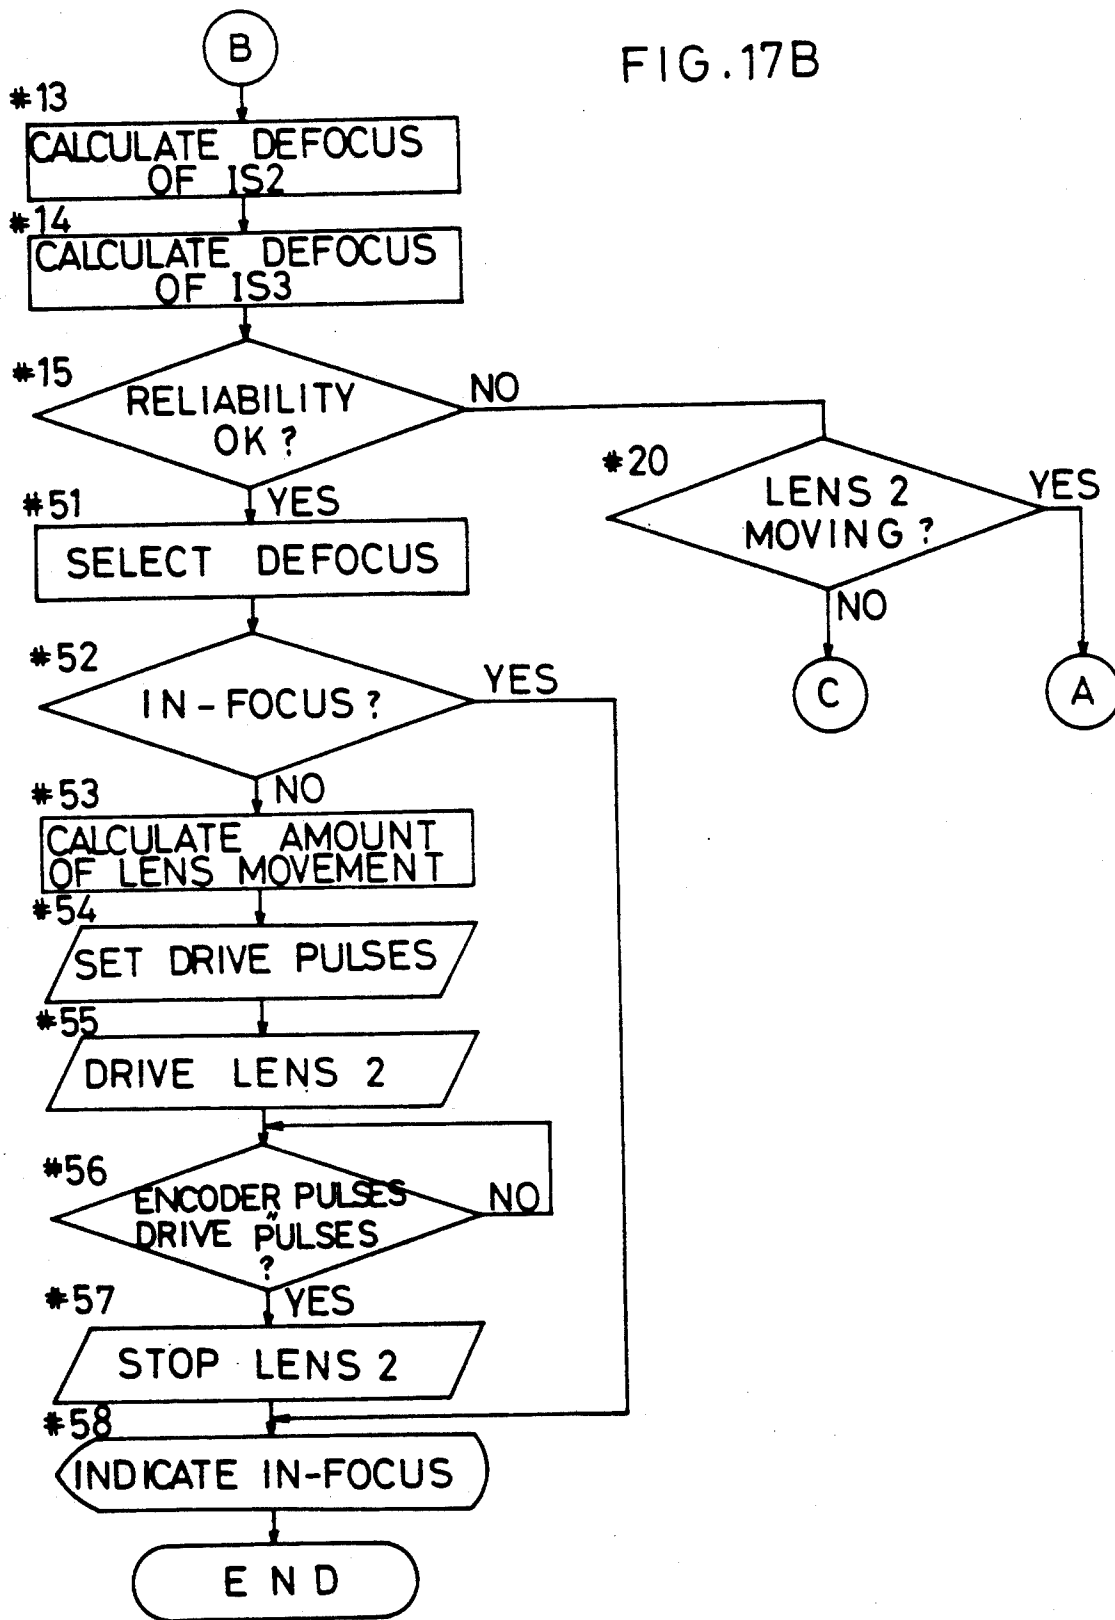 B
FIG.17B
#13
CALCULATE DEFOCUS
OF IS2
#14
CALCULATE DEFOCUS
OF IS3
#15
RELIABILITY
OK?
NO
YES
#20
LENS 2
MOVING?
YES
NO
C
A
#51
SELECT DEFOCUS
#52
IN-FOCUS?
YES
NO
#53
CALCULATE AMOUNT
OF LENS MOVEMENT
#54
SET DRIVE PULSES
#55
DRIVE LENS 2
#56
ENCODER PULSES
=
DRIVE PULSES
?
NO
YES
#57
STOP LENS 2
#58
INDICATE IN-FOCUS
END